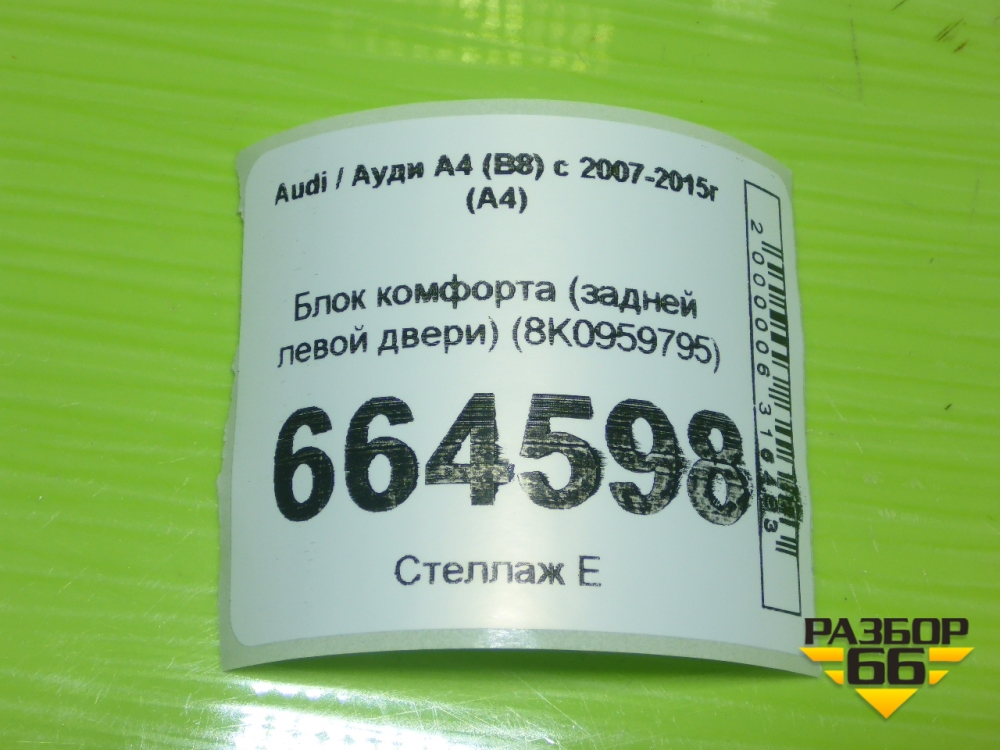 Audi / Ауди А4 (В8) с 2007-2015г
(А4)
Блок комфорта (задней
левой двери) (8K0959795)
664598
Стеллаж Е
РАЗБОР
66